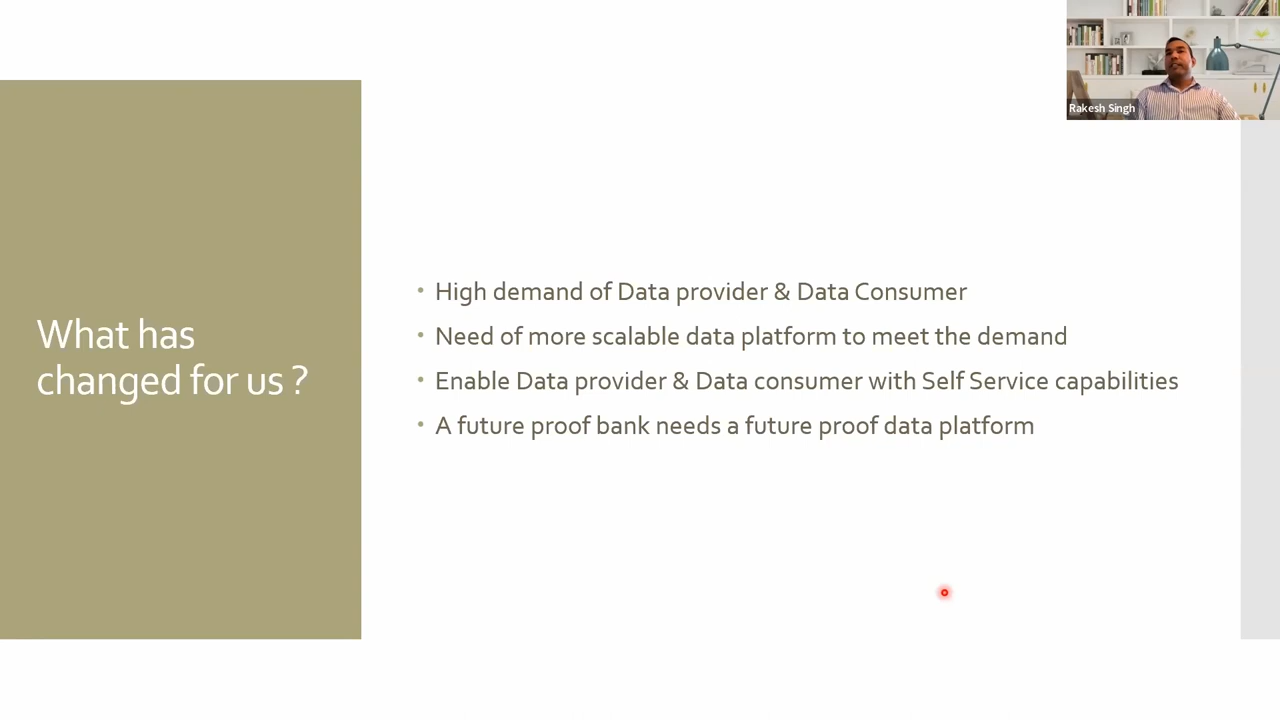 Rakesh Singh
What has
changed for us ?
• High demand of Data provider & Data Consumer
• Need of more scalable data platform to meet the demand
• Enable Data provider & Data consumer with Self Service capabilities
• A future proof bank needs a future proof data platform